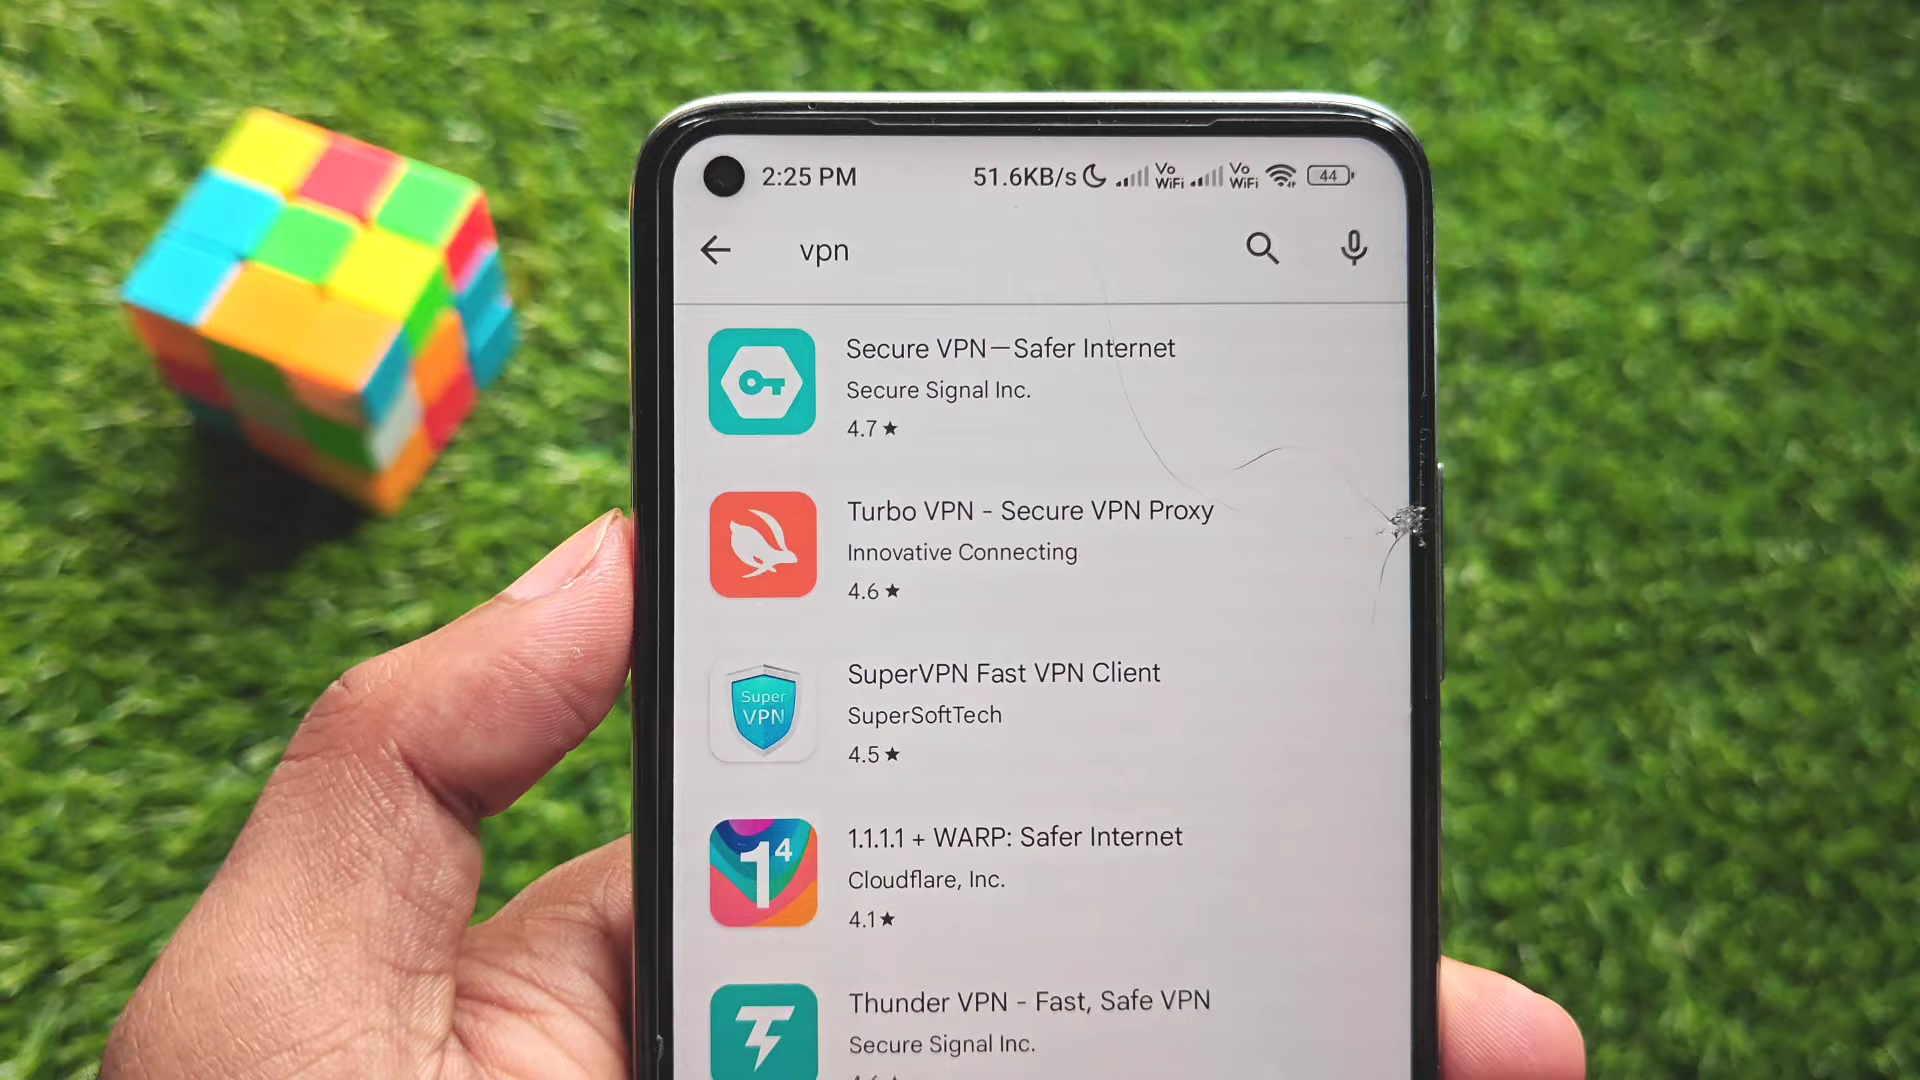 2:25 PM 51.6KB/s Vo WiFi Vo WiFi 44
vpn
Secure VPN—Safer Internet
Secure Signal Inc.
4.7 ★
Turbo VPN - Secure VPN Proxy
Innovative Connecting
4.6 ★
Super
VPN
SuperVPN Fast VPN Client
SuperSoftTech
4.5 ★
1⁴
1.1.1.1 + WARP: Safer Internet
Cloudflare, Inc.
4.1 ★
Thunder VPN - Fast, Safe VPN
Secure Signal Inc.